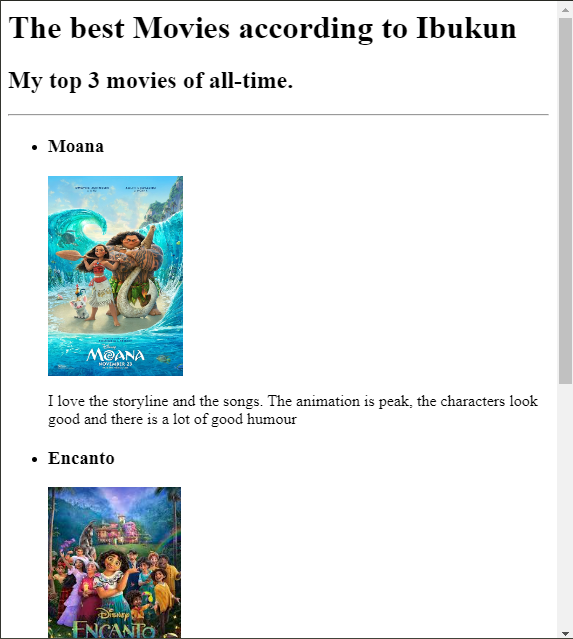 The best Movies according to Ibukun
My top 3 movies of all-time.
Moana
Disney
MOANA
NOVEMBER 23
I love the storyline and the songs. The animation is peak, the characters look
good and there is a lot of good humour
Encanto
Disney
ENCANTO